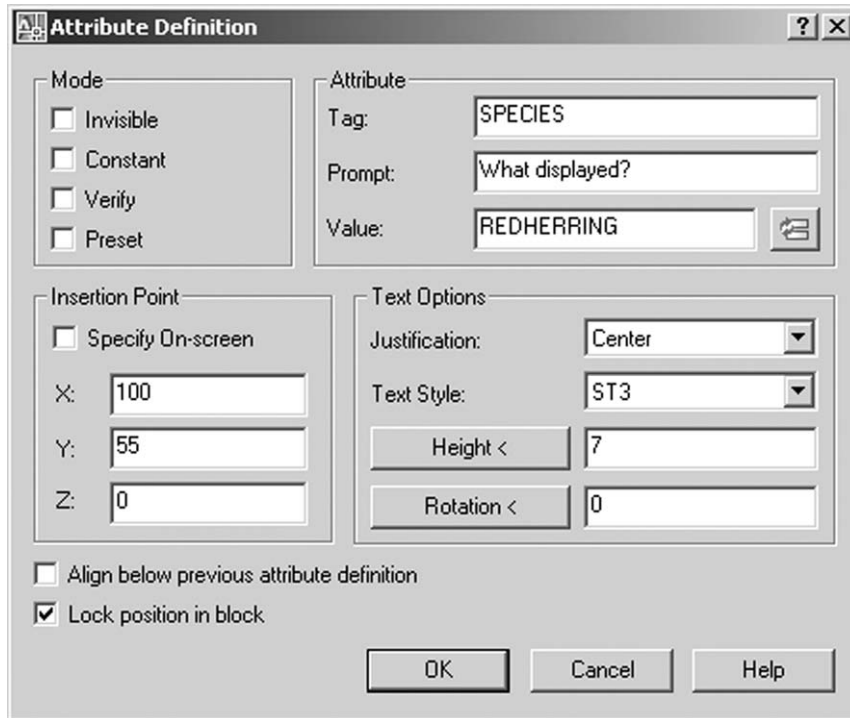 Attribute Definition
Mode
Invisible
Constant
Verify
Preset
Attribute
Tag: SPECIES
Prompt: What displayed?
Value: REDHERRING
Insertion Point
Specify On-screen
X: 100
Y: 55
Z: 0
Text Options
Justification: Center
Text Style: ST3
Height < 7
Rotation < 0
Align below previous attribute definition
Lock position in block
OK Cancel Help